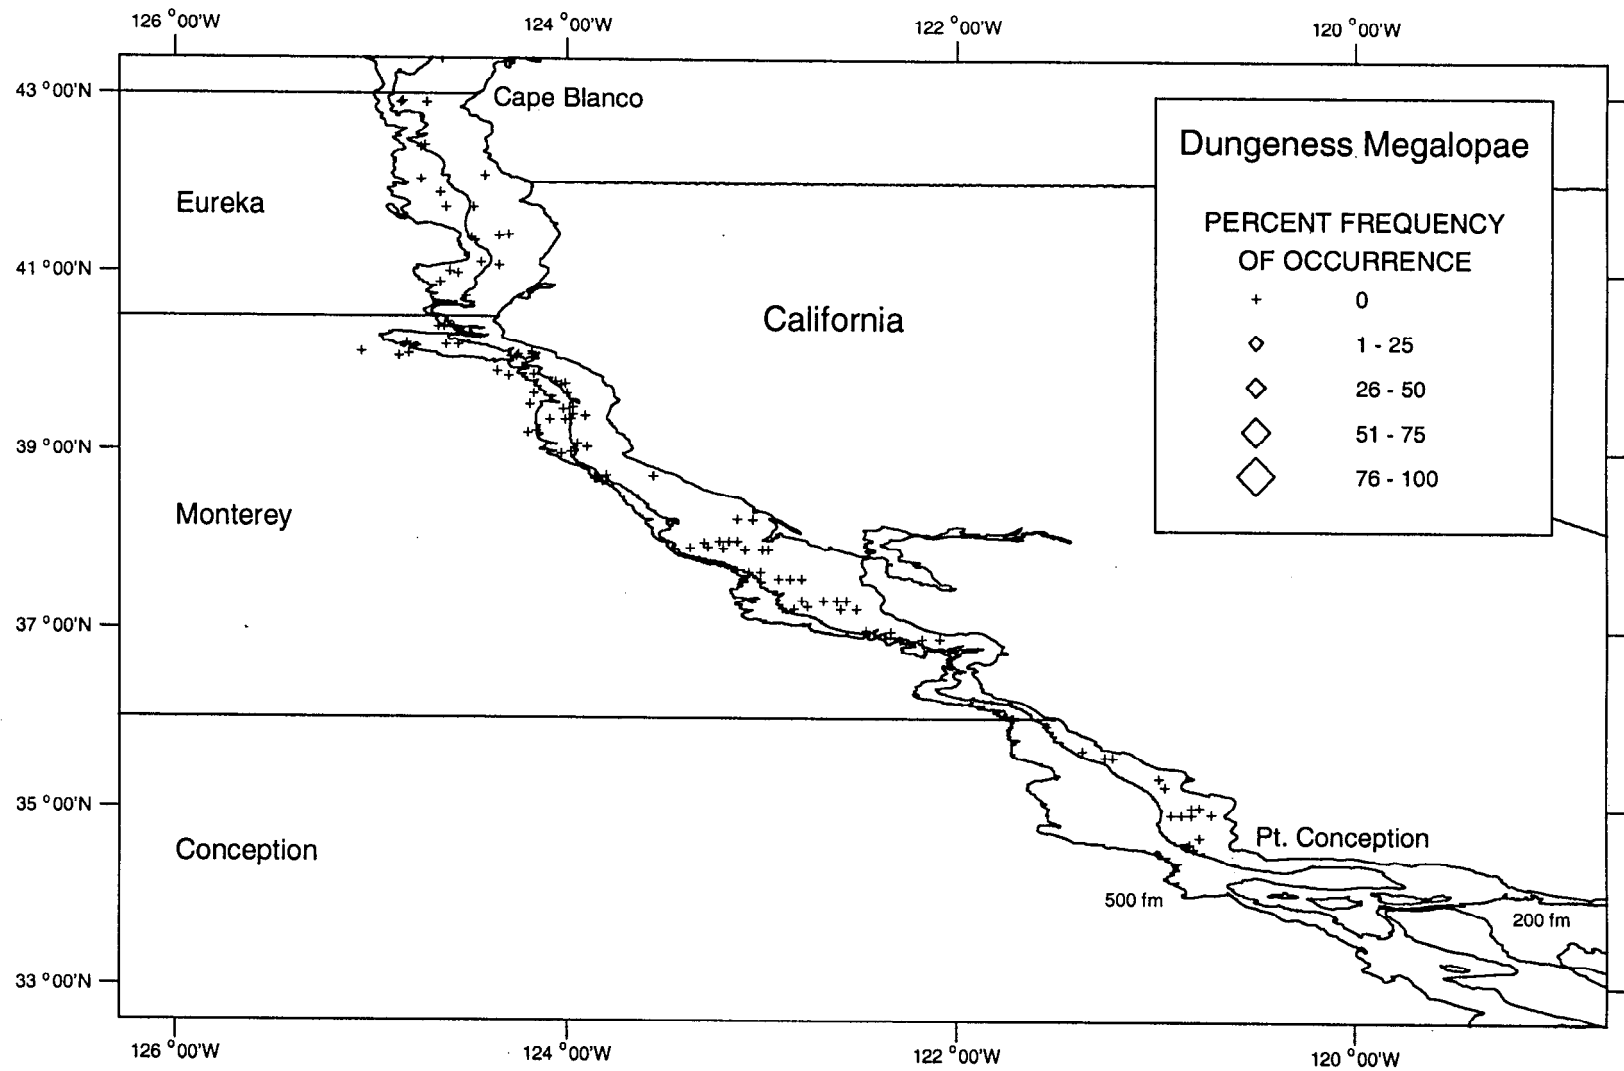 126 °00'W 124 °00'W 122 °00'W 120 °00'W
43 °00'N
Cape Blanco
Dungeness Megalopae
Eureka
PERCENT FREQUENCY
OF OCCURRENCE
41 °00'N
+ 0
California
1 - 25
26 - 50
51 - 75
39 °00'N
76 - 100
Monterey
37 °00'N
35 °00'N
Pt. Conception
Conception
500 fm
200 fm
33 °00'N
126 °00'W 124 °00'W 122 °00'W 120 °00'W